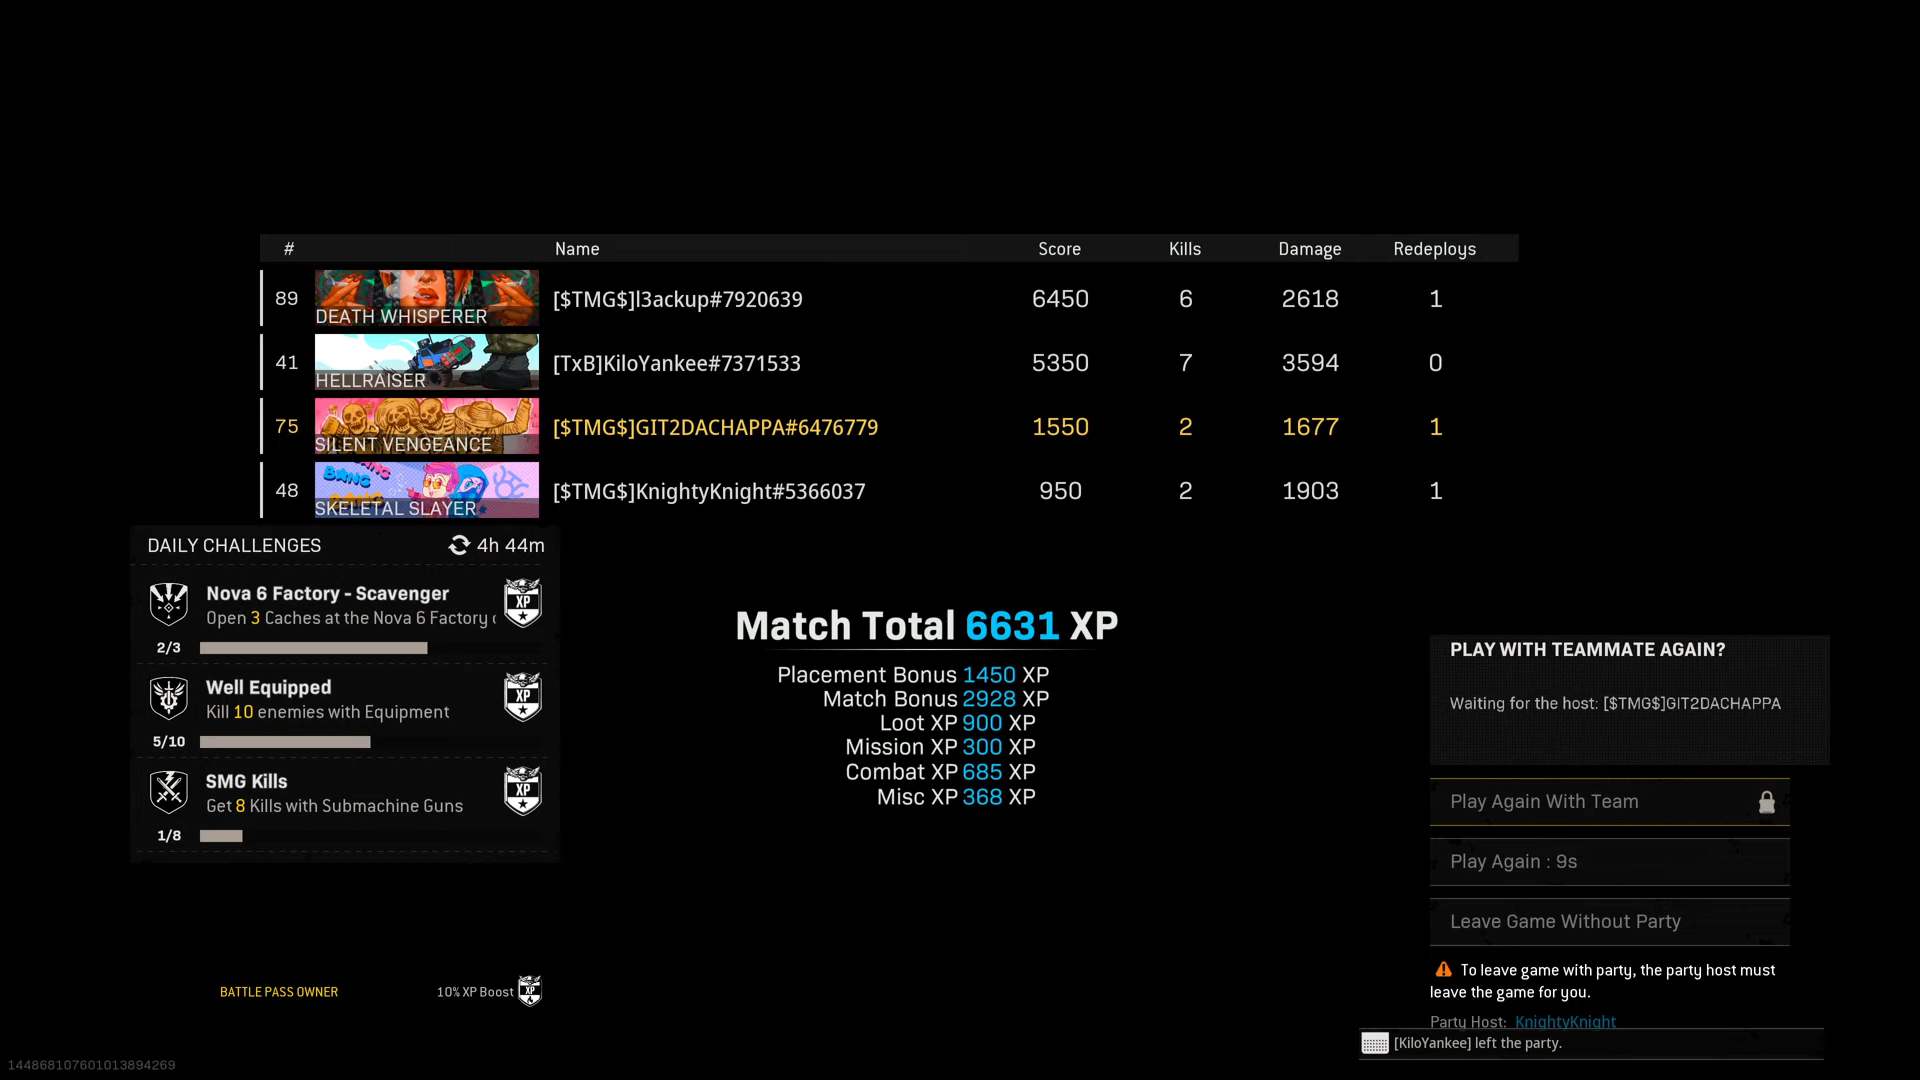 # Name Score Kills Damage Redeploys
89 DEATH WHISPERER [$TMG$]l3ackup#7920639 6450 6 2618 1
41 HELLRAISER [TxB]KiloYankee#7371533 5350 7 3594 0
75 SILENT VENGEANCE [$TMG$]GIT2DACHAPPA#6476779 1550 2 1677 1
BANG
48 SKELETAL SLAYER [$TMG$]KnightyKnight#5366037 950 2 1903 1
DAILY CHALLENGES 4h 44m
Nova 6 Factory - Scavenger XP
Open 3 Caches at the Nova 6 Factory
2/3
Well Equipped XP
Kill 10 enemies with Equipment
5/10
SMG Kills XP
Get 8 Kills with Submachine Guns
1/8
Match Total 6631 XP
Placement Bonus 1450 XP
Match Bonus 2928 XP
Loot XP 900 XP
Mission XP 300 XP
Combat XP 685 XP
Misc XP 368 XP
PLAY WITH TEAMMATE AGAIN?
Waiting for the host: [$TMG$]GIT2DACHAPPA
Play Again With Team
Play Again : 9s
Leave Game Without Party
To leave game with party, the party host must
leave the game for you.
Party Host: KnightyKnight
[KiloYankee] left the party.
BATTLE PASS OWNER 10% XP Boost XP
144868107601013894269